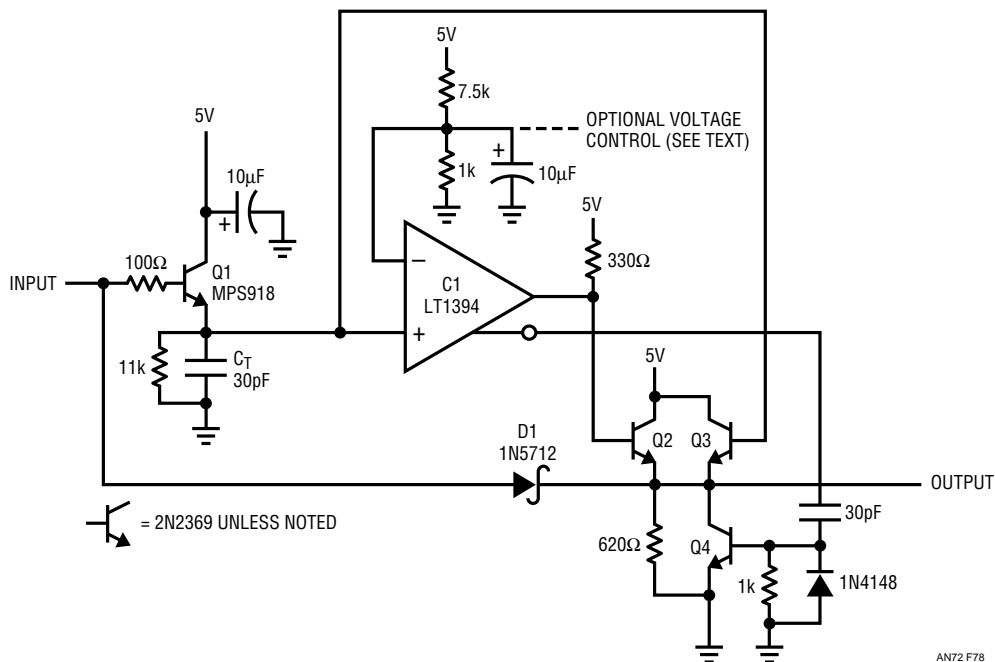 5V
7.5k
OPTIONAL VOLTAGE
CONTROL (SEE TEXT)
5V
+
1k
10µF
10µF
+
5V
330Ω
100Ω
Q1
MPS918
INPUT
–
C1
LT1394
+
11k
CT
30pF
5V
Q2
Q3
D1
1N5712
OUTPUT
30pF
= 2N2369 UNLESS NOTED
620Ω
Q4
1k
1N4148
AN72 F78